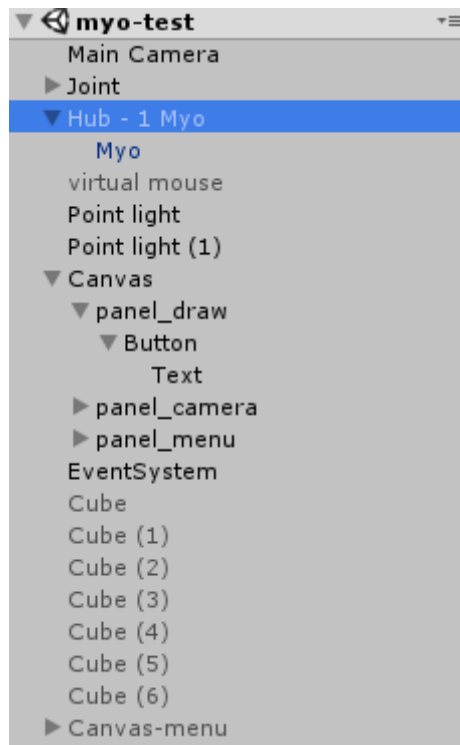 myo-test
Main Camera
Joint
Hub - 1 Myo
Myo
virtual mouse
Point light
Point light (1)
Canvas
panel_draw
Button
Text
panel_camera
panel_menu
EventSystem
Cube
Cube (1)
Cube (2)
Cube (3)
Cube (4)
Cube (5)
Cube (6)
Canvas-menu